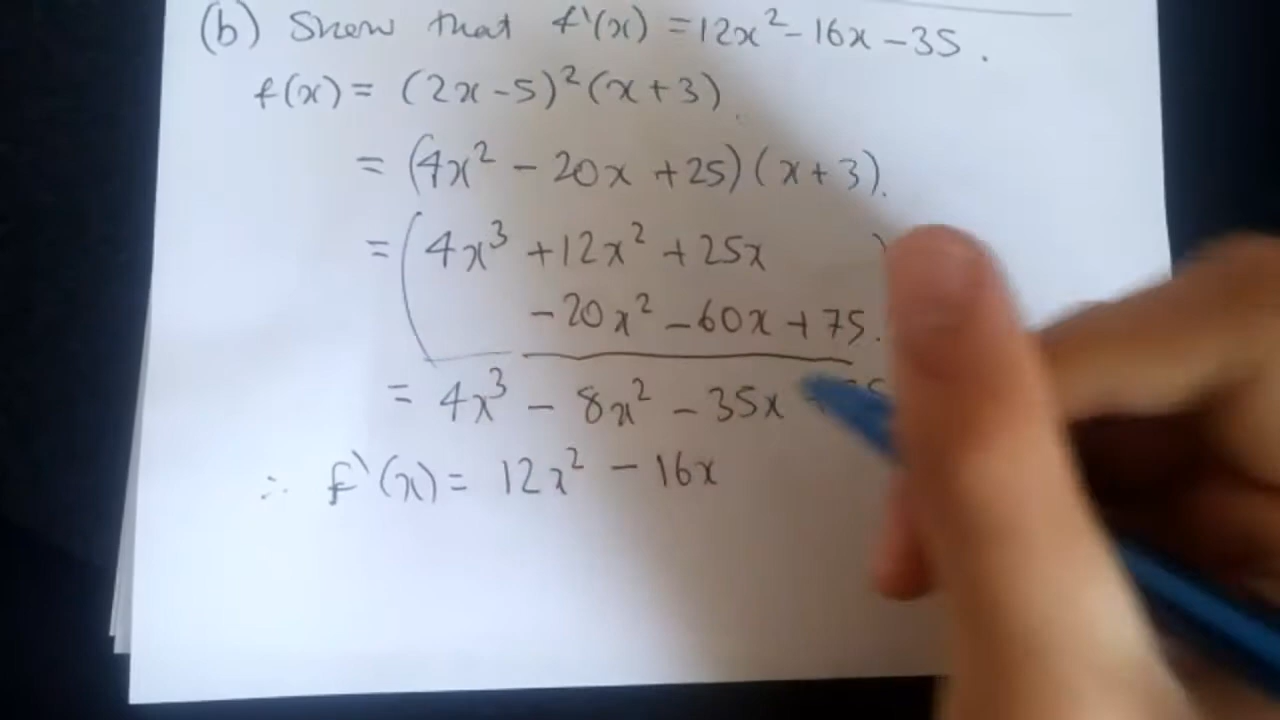 (b) Show that f'(x) = 12x² - 16x - 35.
f(x) = (2x - 5)² (x + 3)
= (4x² - 20x + 25) (x + 3).
= ( 4x³ + 12x² + 25x )
- 20x² - 60x + 75.
= 4x³ - 8x² - 35x
∴ f'(x) = 12x² - 16x